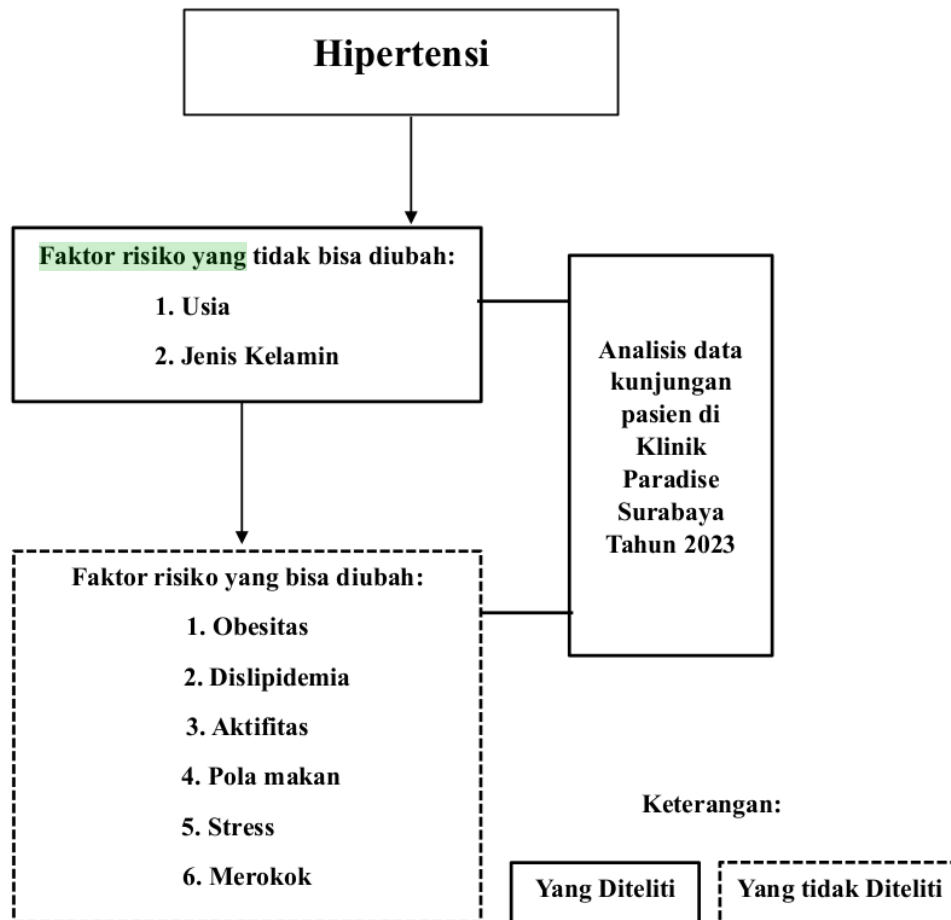 Hipertensi
Faktor risiko yang tidak bisa diubah:
1. Usia
2. Jenis Kelamin
Analisis data
kunjungan
pasien di
Klinik
Paradise
Surabaya
Tahun 2023
Faktor risiko yang bisa diubah:
1. Obesitas
2. Dislipidemia
3. Aktifitas
4. Pola makan
5. Stress
6. Merokok
Keterangan:
Yang Diteliti
Yang tidak Diteliti